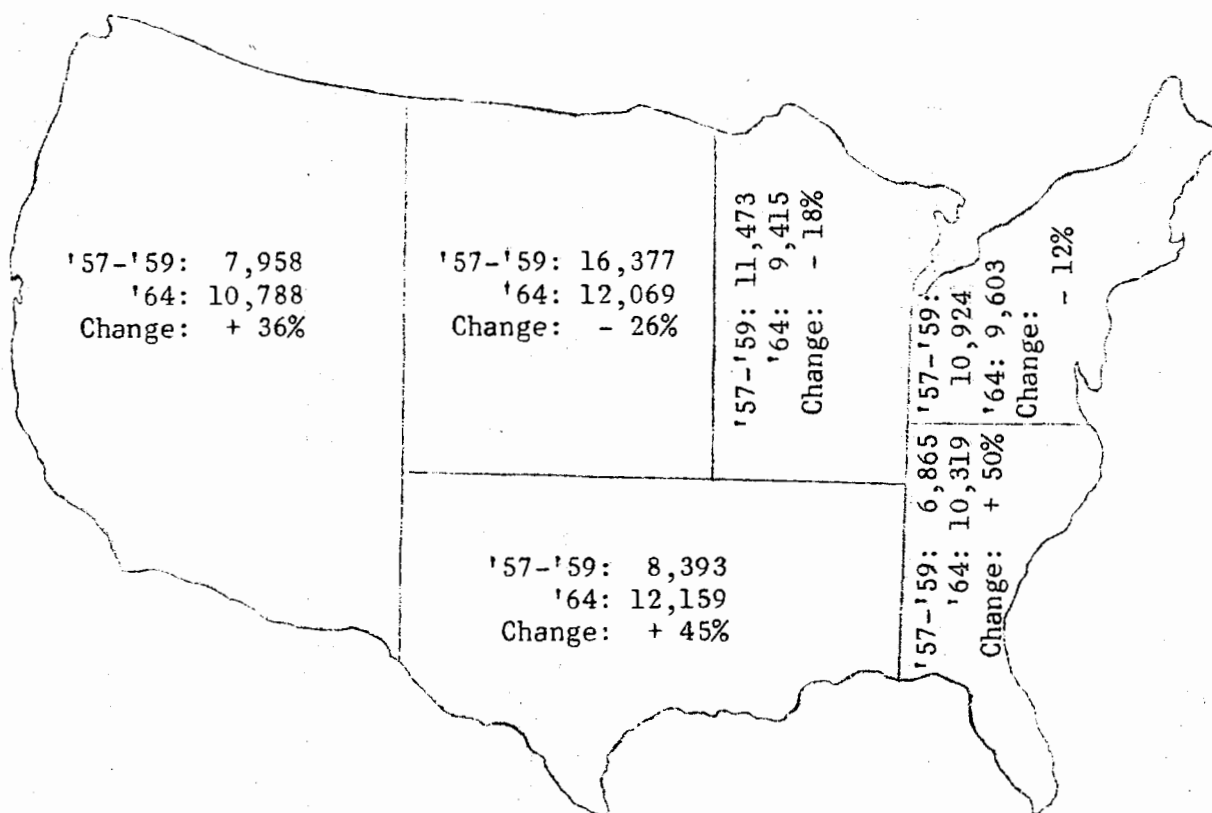 '57-'59: 7,958
'64: 10,788
Change: + 36%
'57-'59: 16,377
'64: 12,069
Change: - 26%
'57-'59: 11,473
'64: 9,415
Change: - 18%
'57-'59:
10,924
'64: 9,603
Change:
- 12%
'57-'59: 8,393
'64: 12,159
Change: + 45%
'57-'59: 6,865
'64: 10,319
Change: + 50%